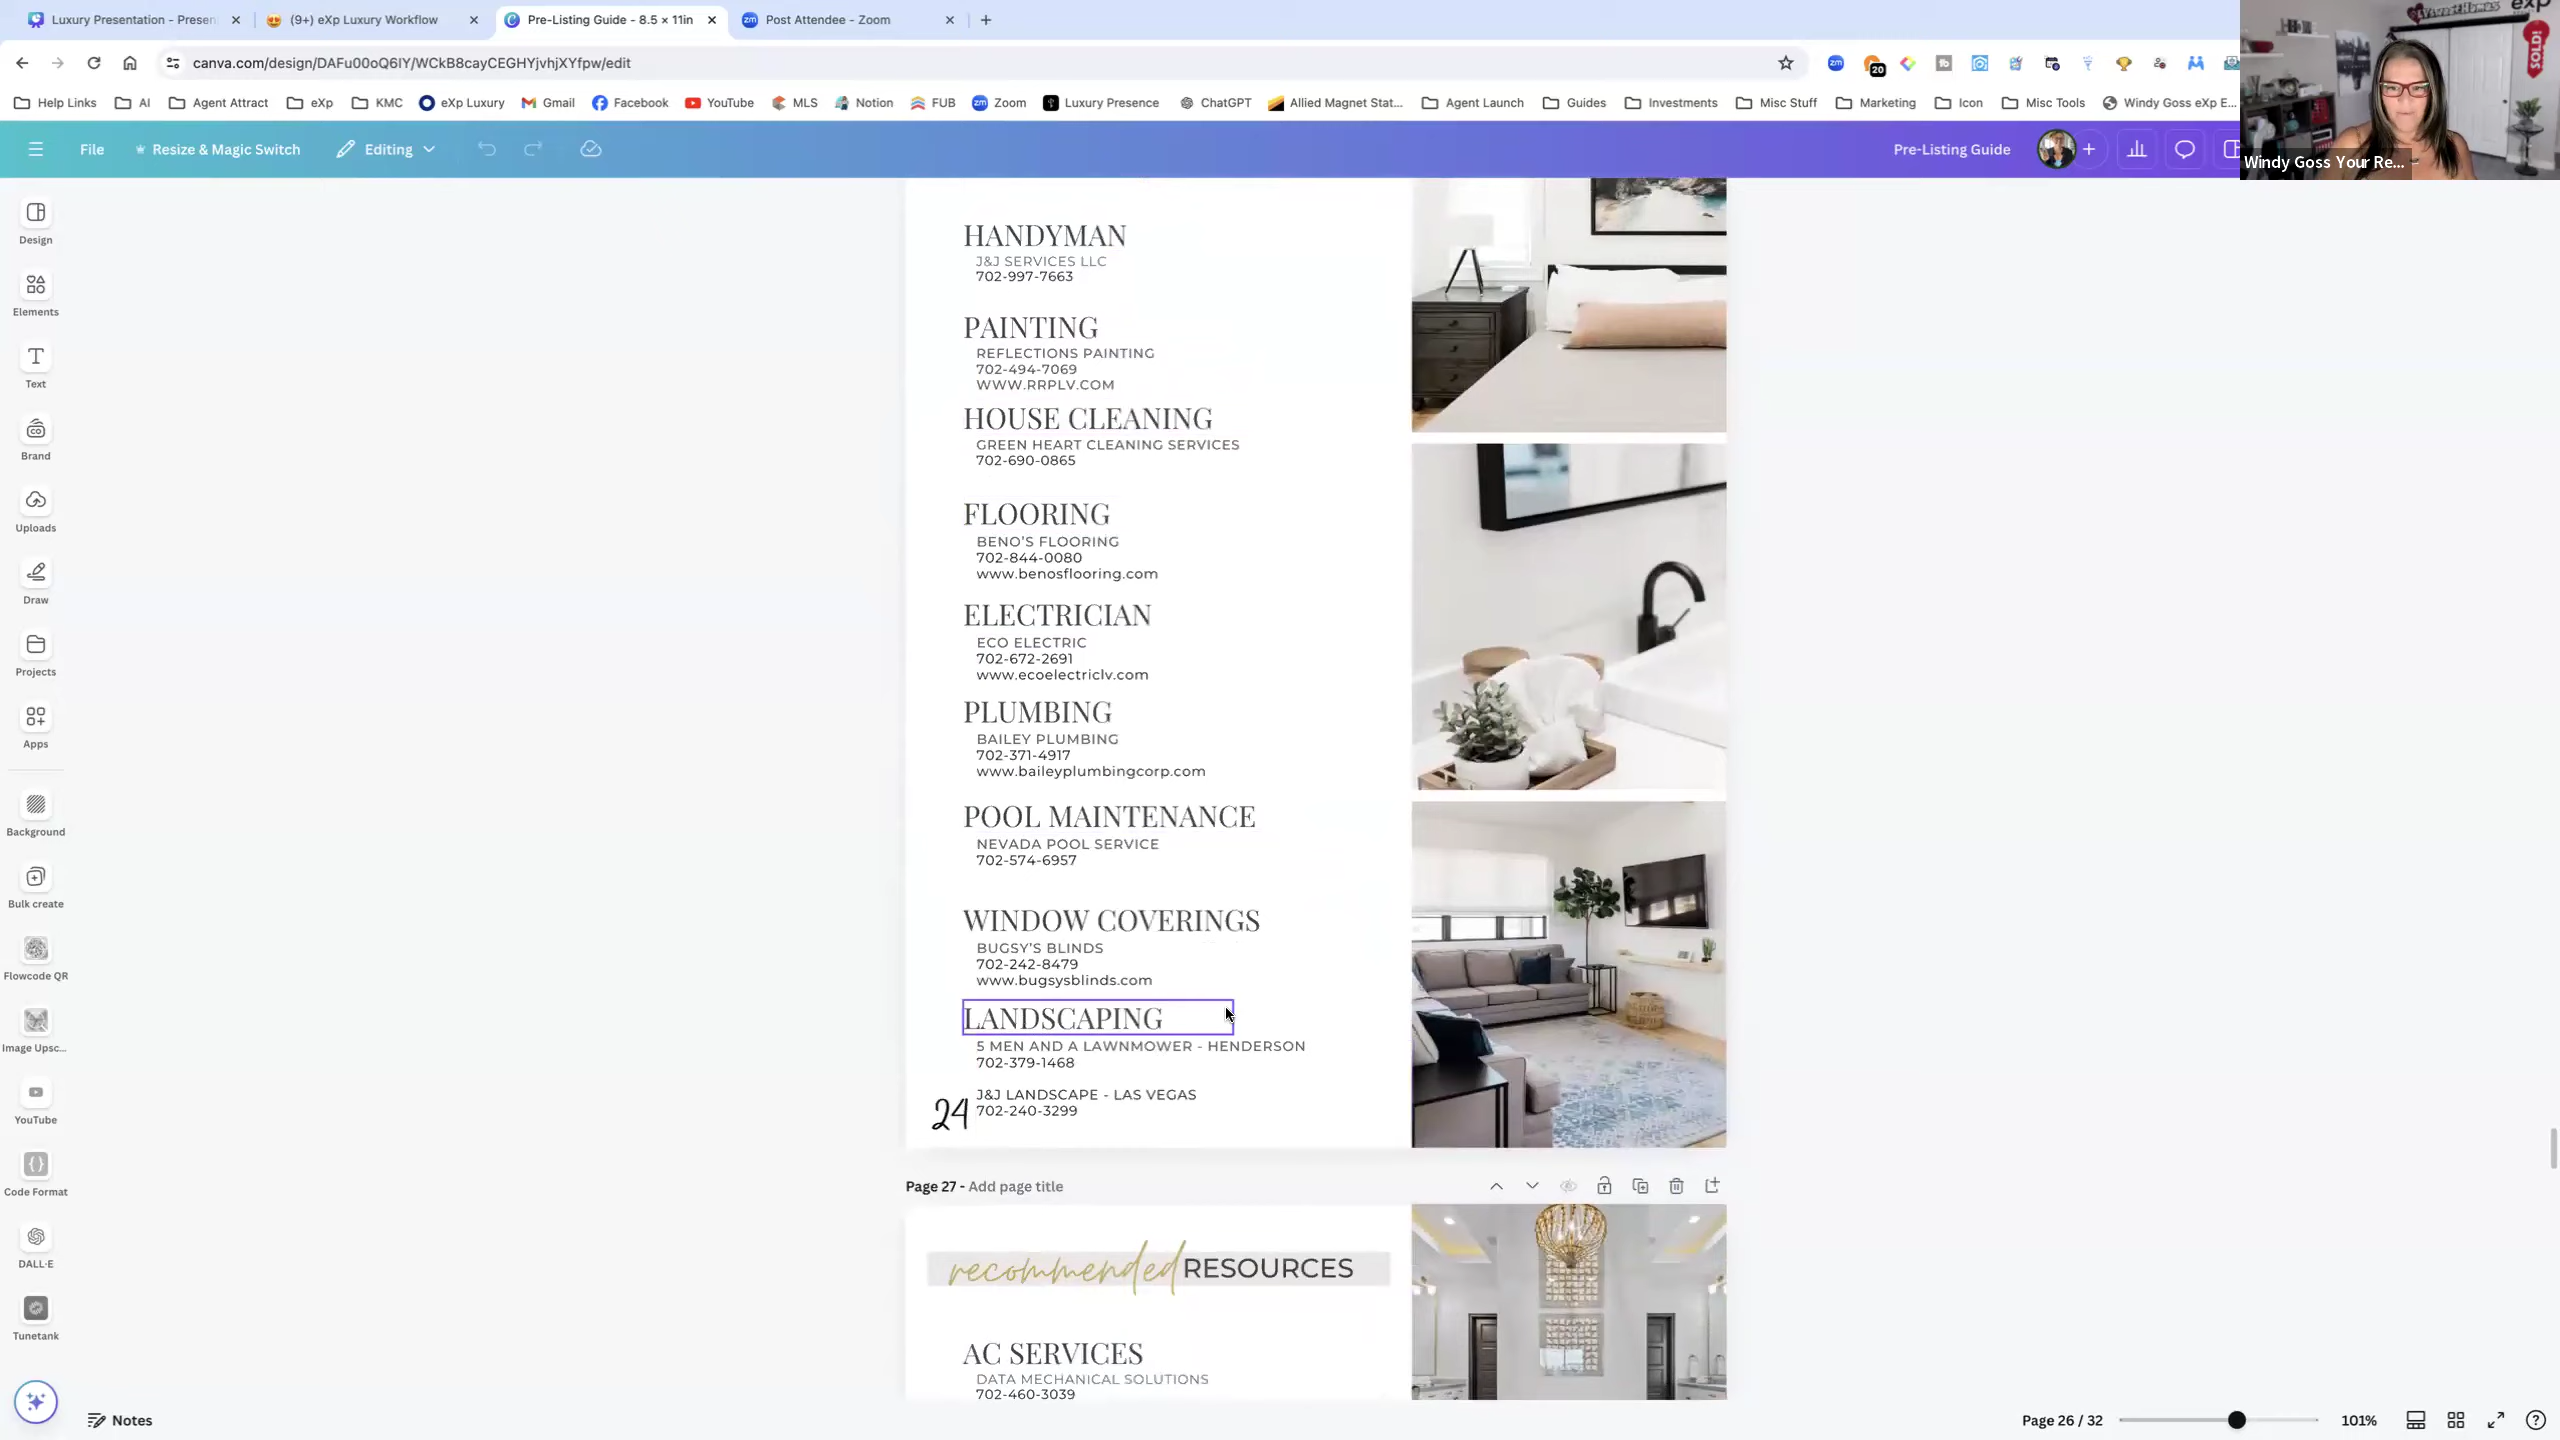 Luxury Presentation - Presen
(9+) eXp Luxury Workflow
Pre-Listing Guide - 8.5 × 11in
Post Attendee - Zoom
canva.com/design/DAFu00oQ6IY/WCkB8cayCEGHYjvhjXYfpw/edit
20
Help Links
AI
Agent Attract
eXp
KMC
eXp Luxury
Gmail
Facebook
YouTube
MLS
Notion
FUB
Zoom
Luxury Presence
ChatGPT
Allied Magnet Stat...
Agent Launch
Guides
Investments
Misc Stuff
Marketing
Icon
Misc Tools
Windy Goss eXp E...
exp
SOLD!
Windy Goss Your Re...
File
Resize & Magic Switch
Editing
Pre-Listing Guide
Design
Elements
Text
Brand
Uploads
Draw
Projects
Apps
Background
Bulk create
Flowcode QR
Image Upsc...
YouTube
Code Format
DALL·E
Tunetank
HANDYMAN
J&J SERVICES LLC
702-997-7663
PAINTING
REFLECTIONS PAINTING
702-494-7069
WWW.RRPLV.COM
HOUSE CLEANING
GREEN HEART CLEANING SERVICES
702-690-0865
FLOORING
BENO'S FLOORING
702-844-0080
www.benosflooring.com
ELECTRICIAN
ECO ELECTRIC
702-672-2691
www.ecoelectriclv.com
PLUMBING
BAILEY PLUMBING
702-371-4917
www.baileyplumbingcorp.com
POOL MAINTENANCE
NEVADA POOL SERVICE
702-574-6957
WINDOW COVERINGS
BUGSY'S BLINDS
702-242-8479
www.bugsysblinds.com
LANDSCAPING
5 MEN AND A LAWNMOWER - HENDERSON
702-379-1468
J&J LANDSCAPE - LAS VEGAS
702-240-3299
24
Page 27 - Add page title
recommended RESOURCES
AC SERVICES
DATA MECHANICAL SOLUTIONS
702-460-3039
Notes
Page 26 / 32
101%